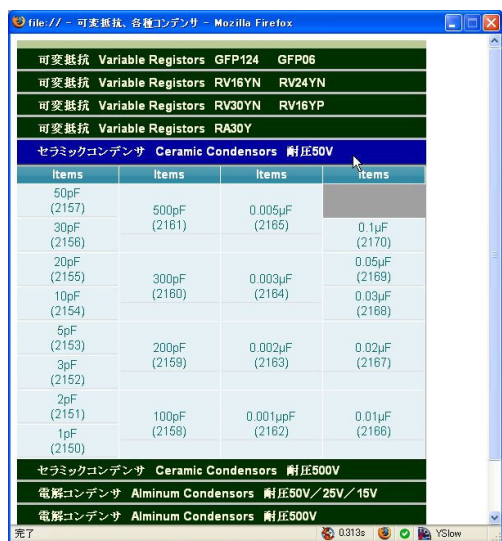 file:// - 可変抵抗、各種コンデンサ - Mozilla Firefox
可変抵抗 Variable Registors GFP124 GFP06
可変抵抗 Variable Registors RV16YN RV24YN
可変抵抗 Variable Registors RV30YN RV16YP
可変抵抗 Variable Registors RA30Y
セラミックコンデンサ Ceramic Condensors 耐圧50V
Items Items Items Items
50pF
(2157)
30pF
(2156)
20pF
(2155)
10pF
(2154)
5pF
(2153)
3pF
(2152)
2pF
(2151)
1pF
(2150)
500pF
(2161)
300pF
(2160)
200pF
(2159)
100pF
(2158)
0.005μF
(2165)
0.003μF
(2164)
0.002μF
(2163)
0.001μpF
(2162)
0.1μF
(2170)
0.05μF
(2169)
0.03μF
(2168)
0.02μF
(2167)
0.01μF
(2166)
セラミックコンデンサ Ceramic Condensors 耐圧500V
電解コンデンサ Alminum Condensors 耐圧50V／25V／15V
電解コンデンサ Alminum Condensors 耐圧500V
完了 0.313s YSlow